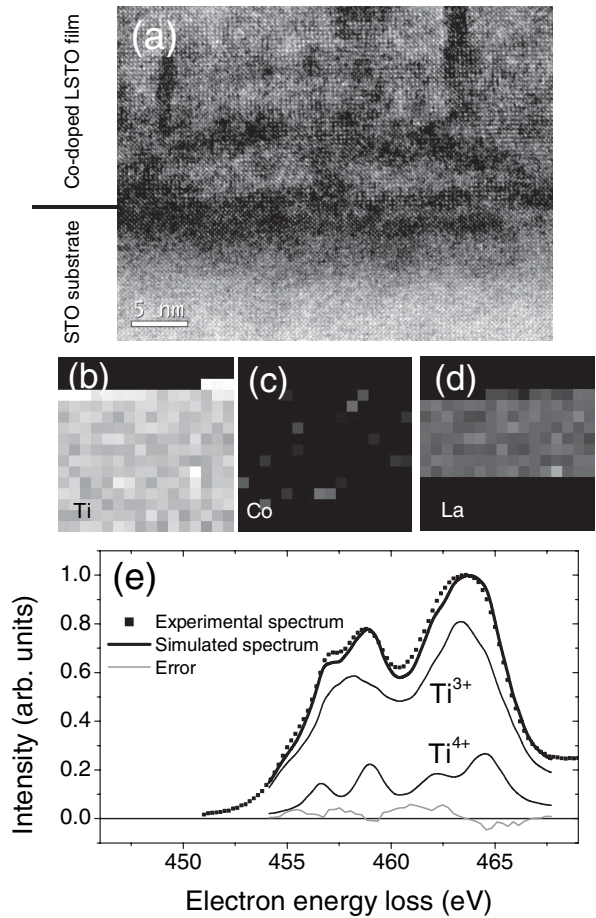 (a)
Co-doped LSTO film
STO substrate
5 nm
(b)
Ti
(c)
Co
(d)
La
(e)
Experimental spectrum
Simulated spectrum
Error
Ti3+
Ti4+
1.0
0.8
0.6
0.4
0.2
0.0
Intensity (arb. units)
450
455
460
465
Electron energy loss (eV)